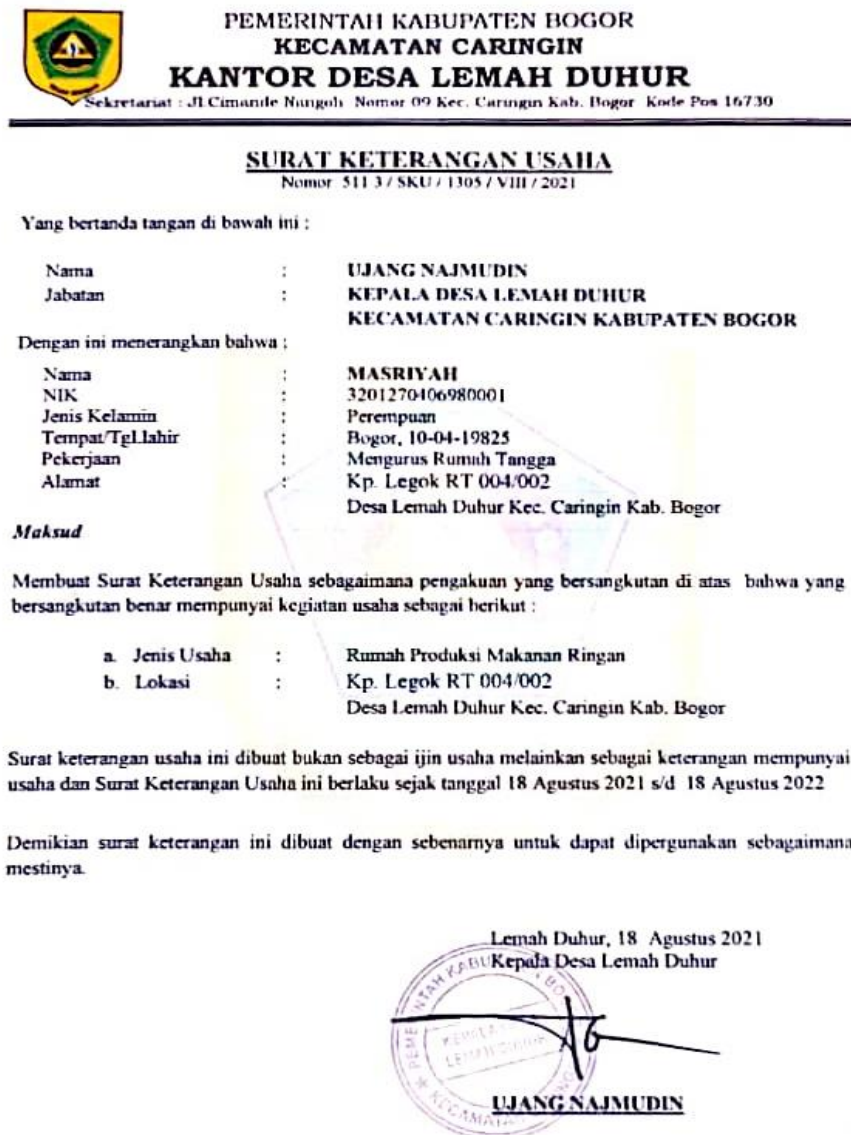 PEMERINTAH KABUPATEN BOGOR
KECAMATAN CARINGIN
KANTOR DESA LEMAH DUHUR
Sekretariat : Jl.Cimande Nangoh Nomor 09 Kec. Caringin Kab. Bogor Kode Pos 16730
SURAT KETERANGAN USAHA
Nomor 511 3 / SKU / 1305 / VIII / 2021
Yang bertanda tangan di bawah ini :
Nama : UJANG NAJMUDIN
Jabatan : KEPALA DESA LEMAH DUHUR
KECAMATAN CARINGIN KABUPATEN BOGOR
Dengan ini menerangkan bahwa :
Nama : MASRIYAH
NIK : 3201270406980001
Jenis Kelamin : Perempuan
Tempat/Tgl.lahir : Bogor, 10-04-19825
Pekerjaan : Mengurus Rumah Tangga
Alamat : Kp. Legok RT 004/002
Desa Lemah Duhur Kec. Caringin Kab. Bogor
Maksud
Membuat Surat Keterangan Usaha sebagaimana pengakuan yang bersangkutan di atas bahwa yang
bersangkutan benar mempunyai kegiatan usaha sebagai berikut :
a. Jenis Usaha : Rumah Produksi Makanan Ringan
b. Lokasi : Kp. Legok RT 004/002
Desa Lemah Duhur Kec. Caringin Kab. Bogor
Surat keterangan usaha ini dibuat bukan sebagai ijin usaha melainkan sebagai keterangan mempunyai
usaha dan Surat Keterangan Usaha ini berlaku sejak tanggal 18 Agustus 2021 s/d 18 Agustus 2022
Demikian surat keterangan ini dibuat dengan sebenarnya untuk dapat dipergunakan sebagaimana
mestinya.
Lemah Duhur, 18 Agustus 2021
Kepala Desa Lemah Duhur
UJANG NAJMUDIN